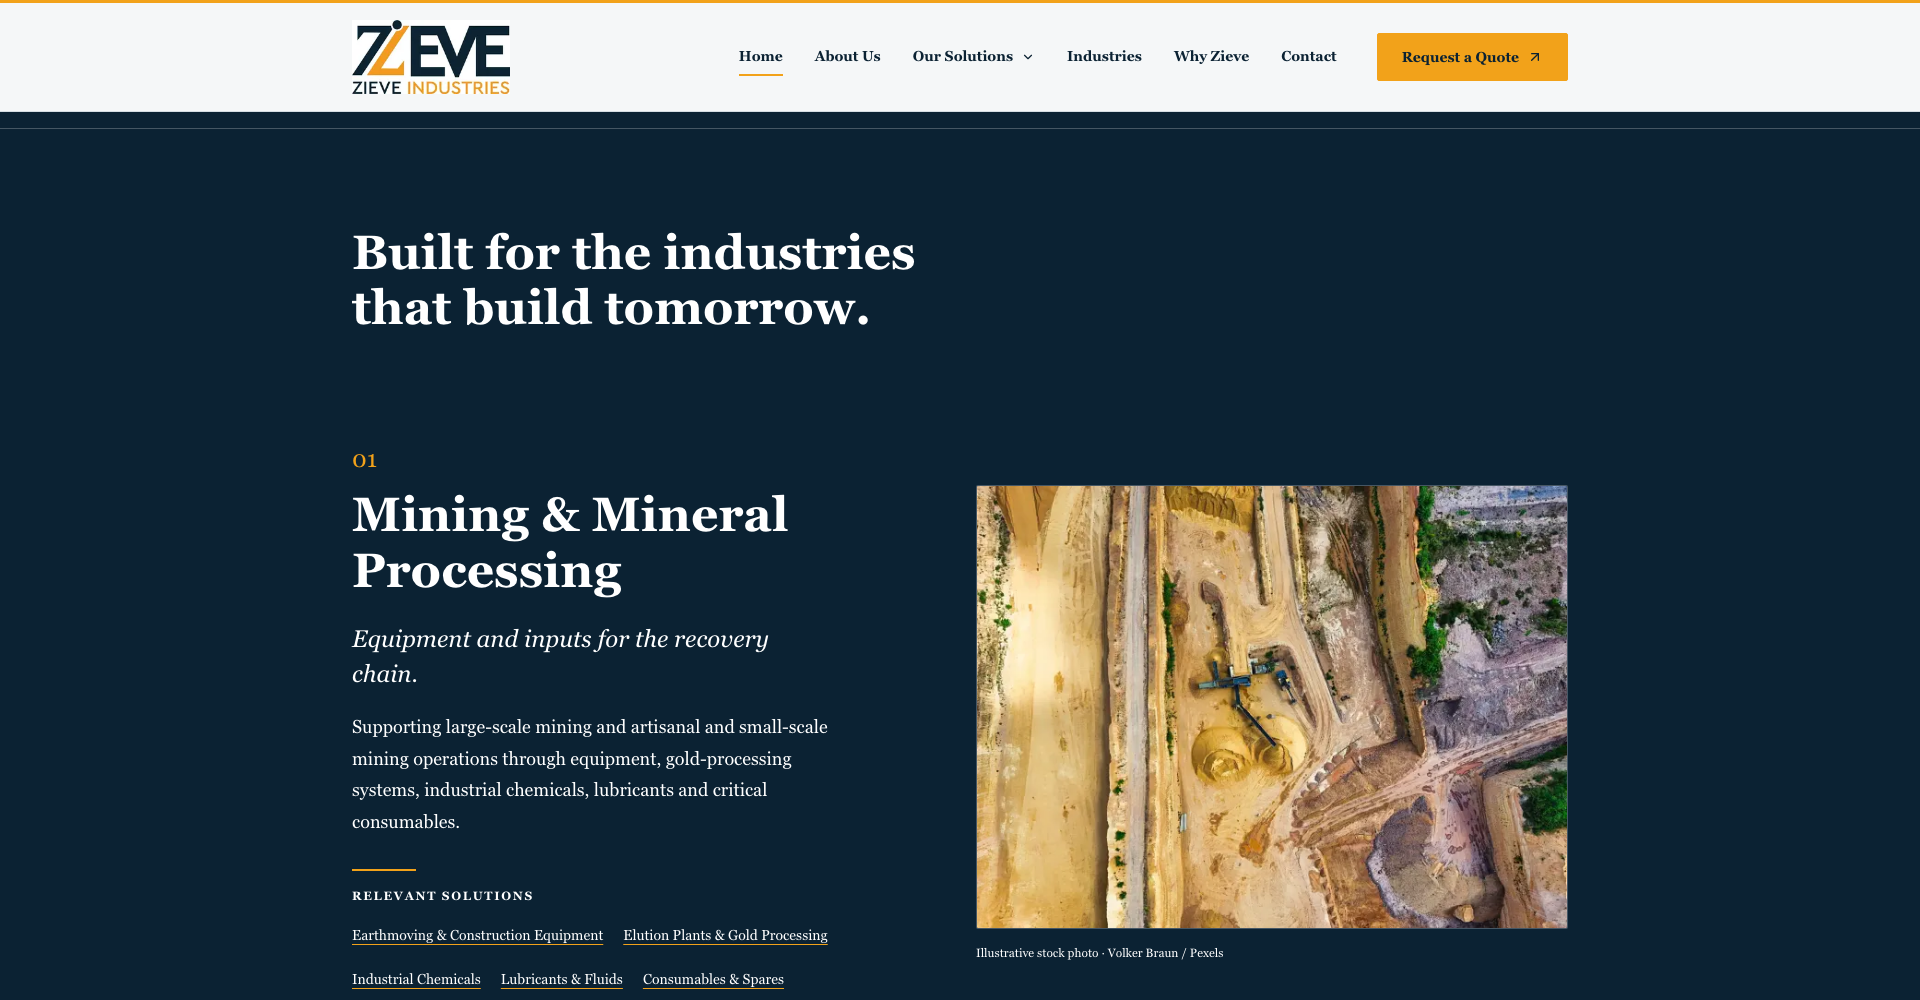 ZIEVE
ZIEVE INDUSTRIES
Home
About Us
Our Solutions
Industries
Why Zieve
Contact
Request a Quote
Built for the industries
that build tomorrow.
01
Mining & Mineral
Processing
Equipment and inputs for the recovery
chain.
Supporting large-scale mining and artisanal and small-scale
mining operations through equipment, gold-processing
systems, industrial chemicals, lubricants and critical
consumables.
RELEVANT SOLUTIONS
Earthmoving & Construction Equipment
Elution Plants & Gold Processing
Industrial Chemicals
Lubricants & Fluids
Consumables & Spares
Illustrative stock photo · Volker Braun / Pexels